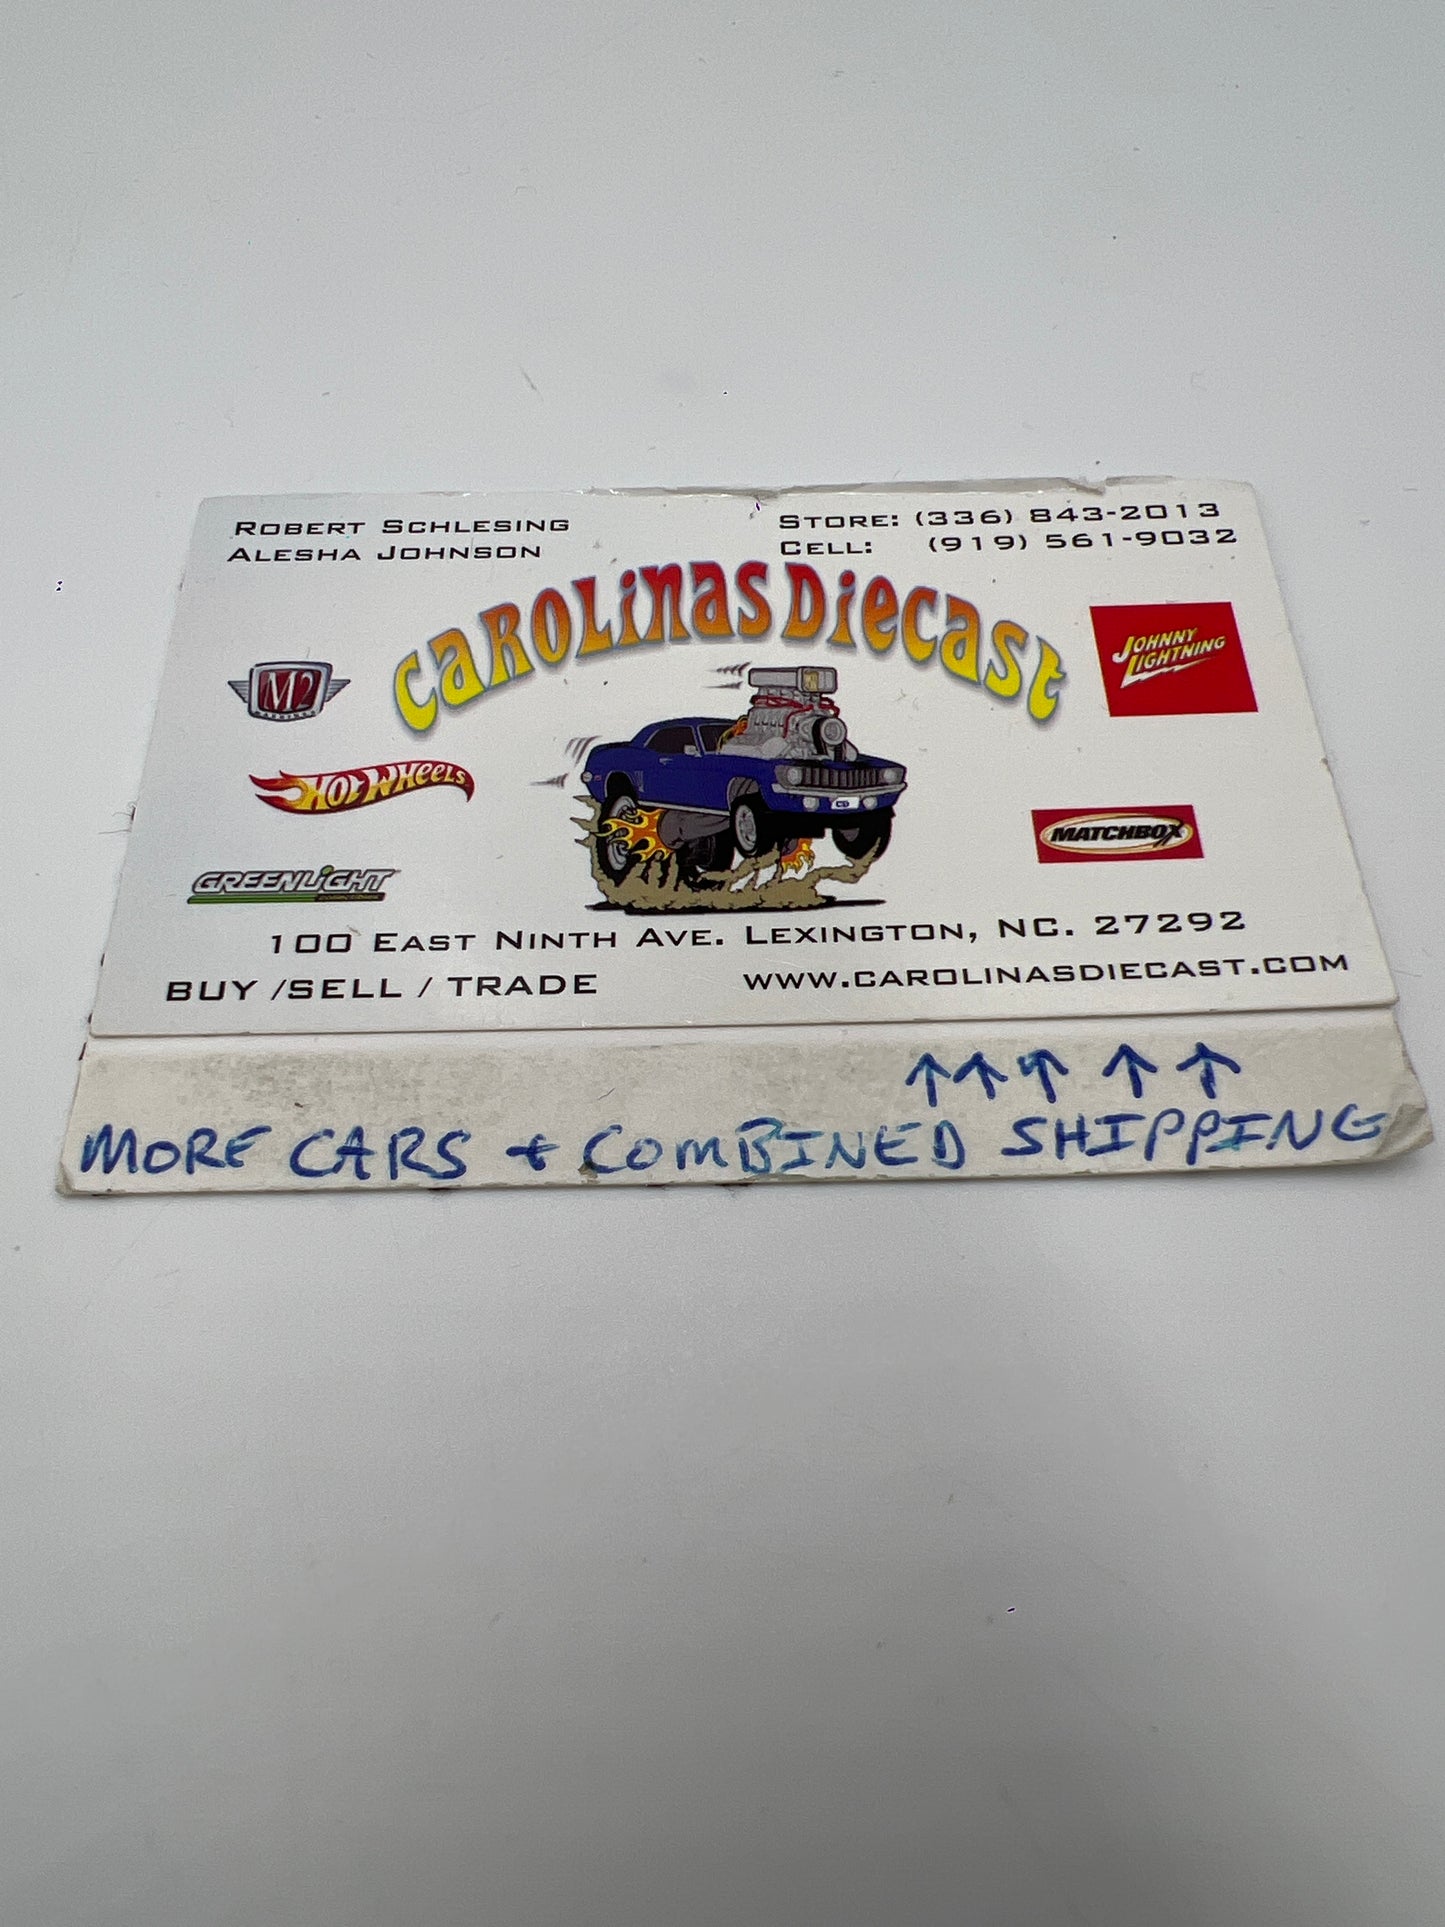 ROBERT SCHLESING
ALESHA JOHNSON
STORE: (336) 843-2013
CELL: (919) 561-9032
CAROLINAS DIECAST
M2
JOHNNY LIGHTNING
HOT WHEELS
MATCHBOX
GREENLIGHT
100 EAST NINTH AVE. LEXINGTON, NC. 27292
BUY /SELL / TRADE
WWW.CAROLINASDIECAST.COM
↑↑↑↑↑
MORE CARS + COMBINED SHIPPING